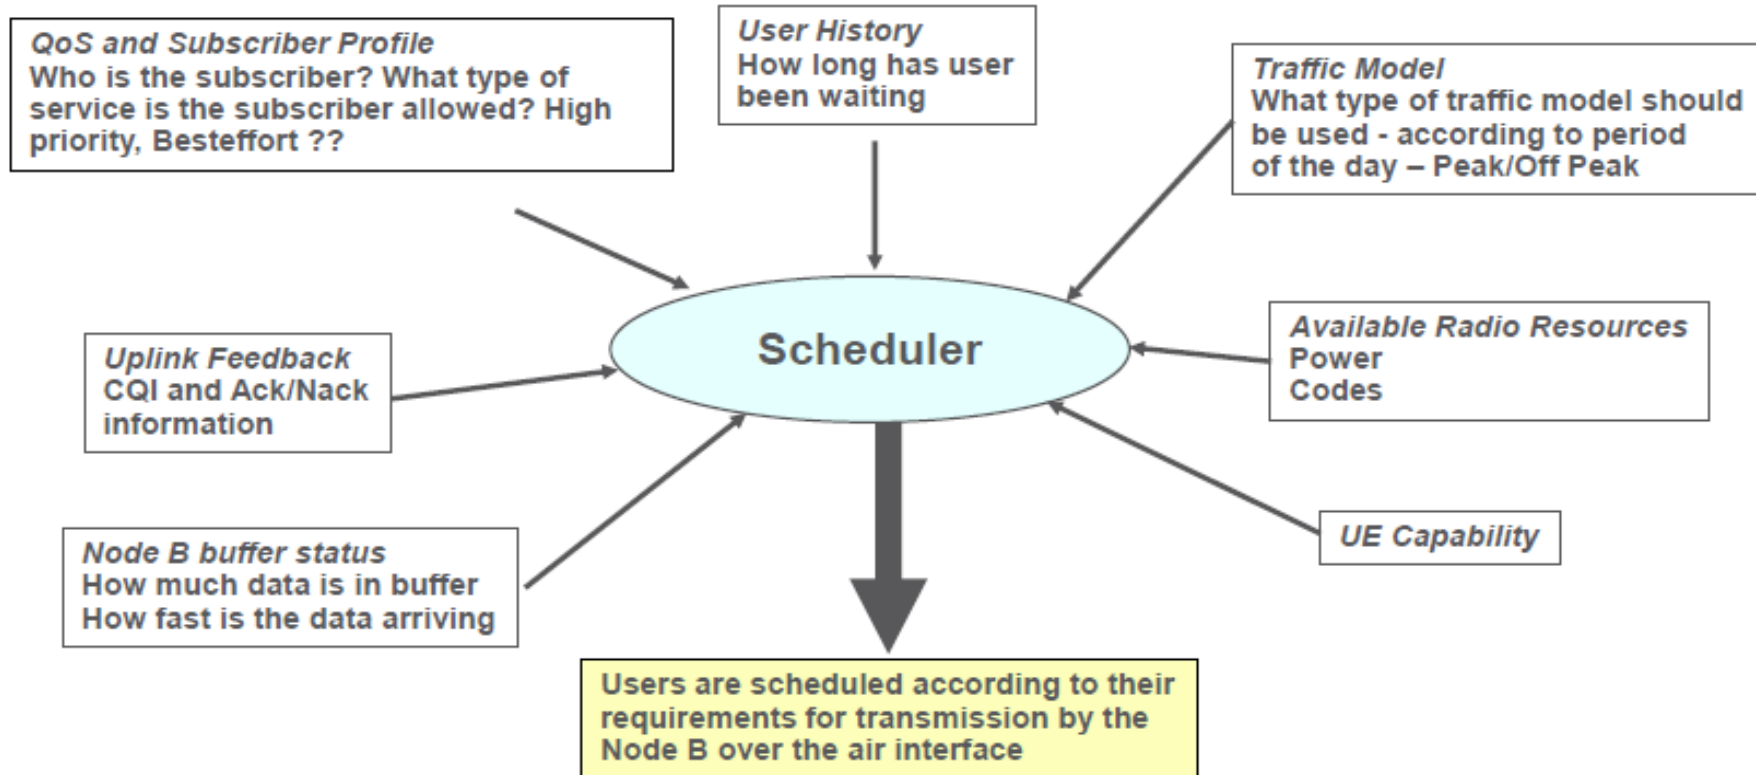 QoS and Subscriber Profile
Who is the subscriber? What type of
service is the subscriber allowed? High
priority, Besteffort ??
User History
How long has user
been waiting
Traffic Model
What type of traffic model should
be used - according to period
of the day – Peak/Off Peak
Scheduler
Uplink Feedback
CQI and Ack/Nack
information
Available Radio Resources
Power
Codes
Node B buffer status
How much data is in buffer
How fast is the data arriving
UE Capability
Users are scheduled according to their
requirements for transmission by the
Node B over the air interface